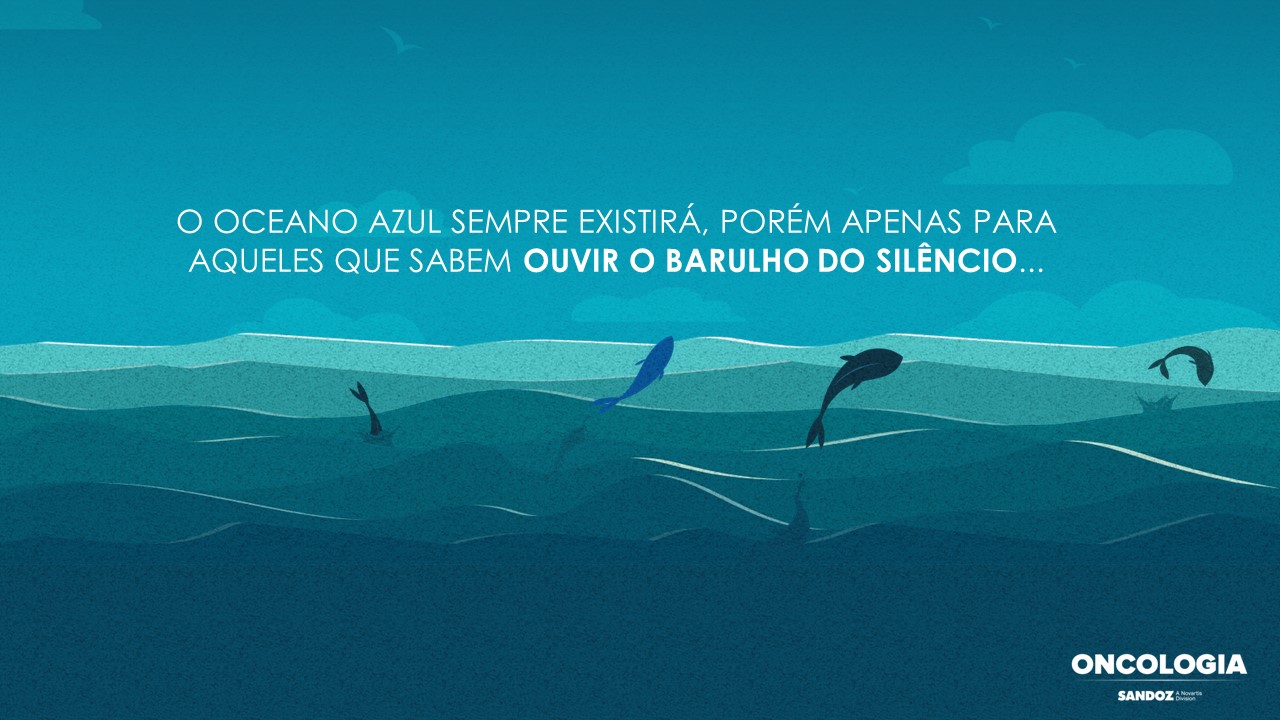 O OCEANO AZUL SEMPRE EXISTIRÁ, PORÉM APENAS PARA
AQUELES QUE SABEM OUVIR O BARULHO DO SILÊNCIO...
ONCOLOGIA
SANDOZ A Novartis
Division